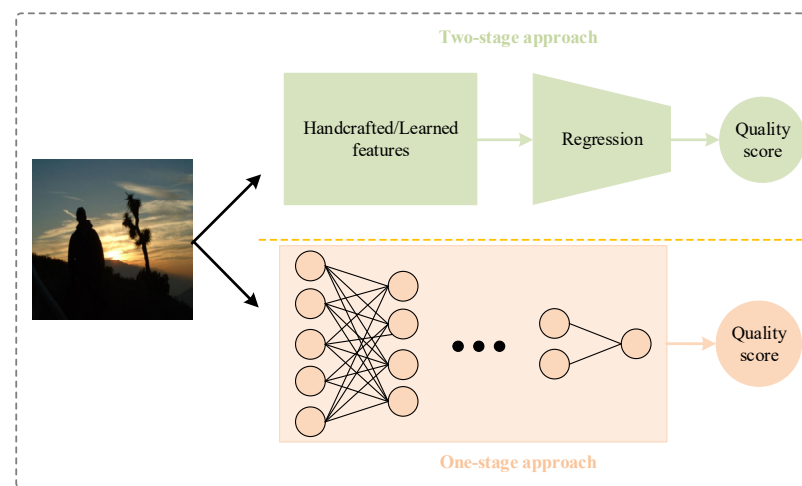 Two-stage approach
Handcrafted/Learned
features
Regression
Quality
score
Quality
score
One-stage approach